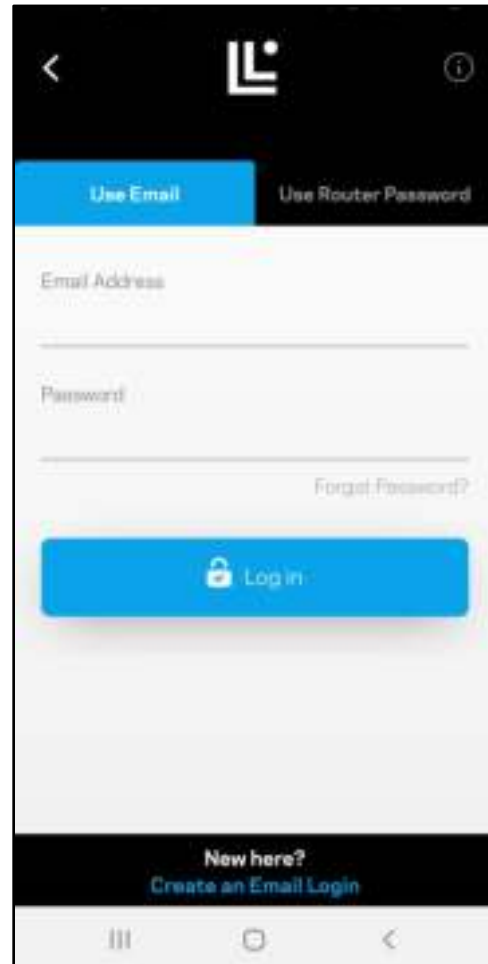 Use Email
Use Router Password
Email Address
Password
Forgot Password?
Log in
New here?
Create an Email Login